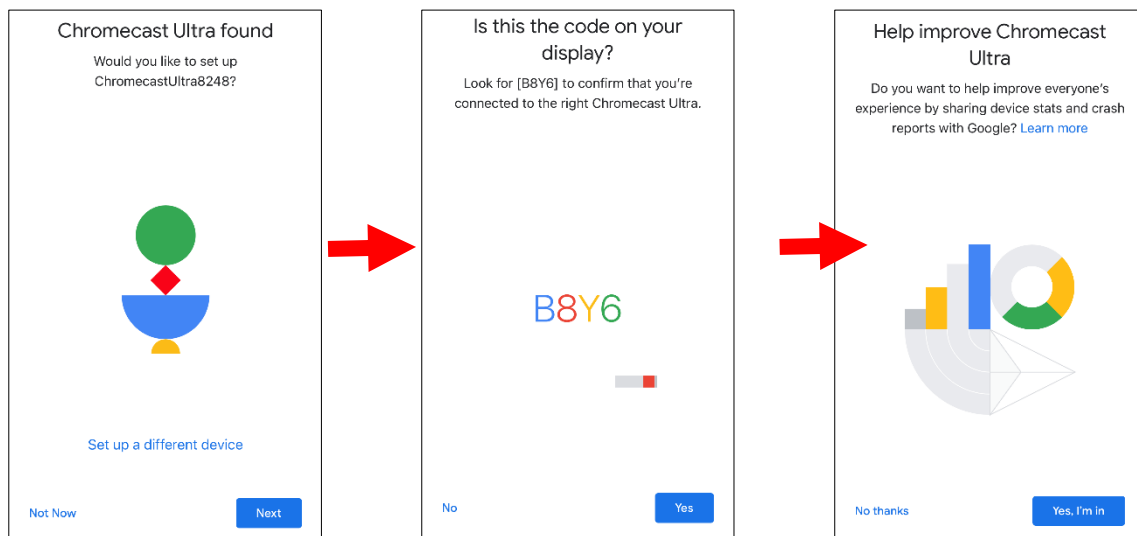 Chromecast Ultra found
Would you like to set up
ChromecastUltra8248?
Set up a different device
Not Now
Next
Is this the code on your
display?
Look for [B8Y6] to confirm that you're
connected to the right Chromecast Ultra.
B8Y6
No
Yes
Help improve Chromecast
Ultra
Do you want to help improve everyone's
experience by sharing device stats and crash
reports with Google? Learn more
No thanks
Yes, I'm in